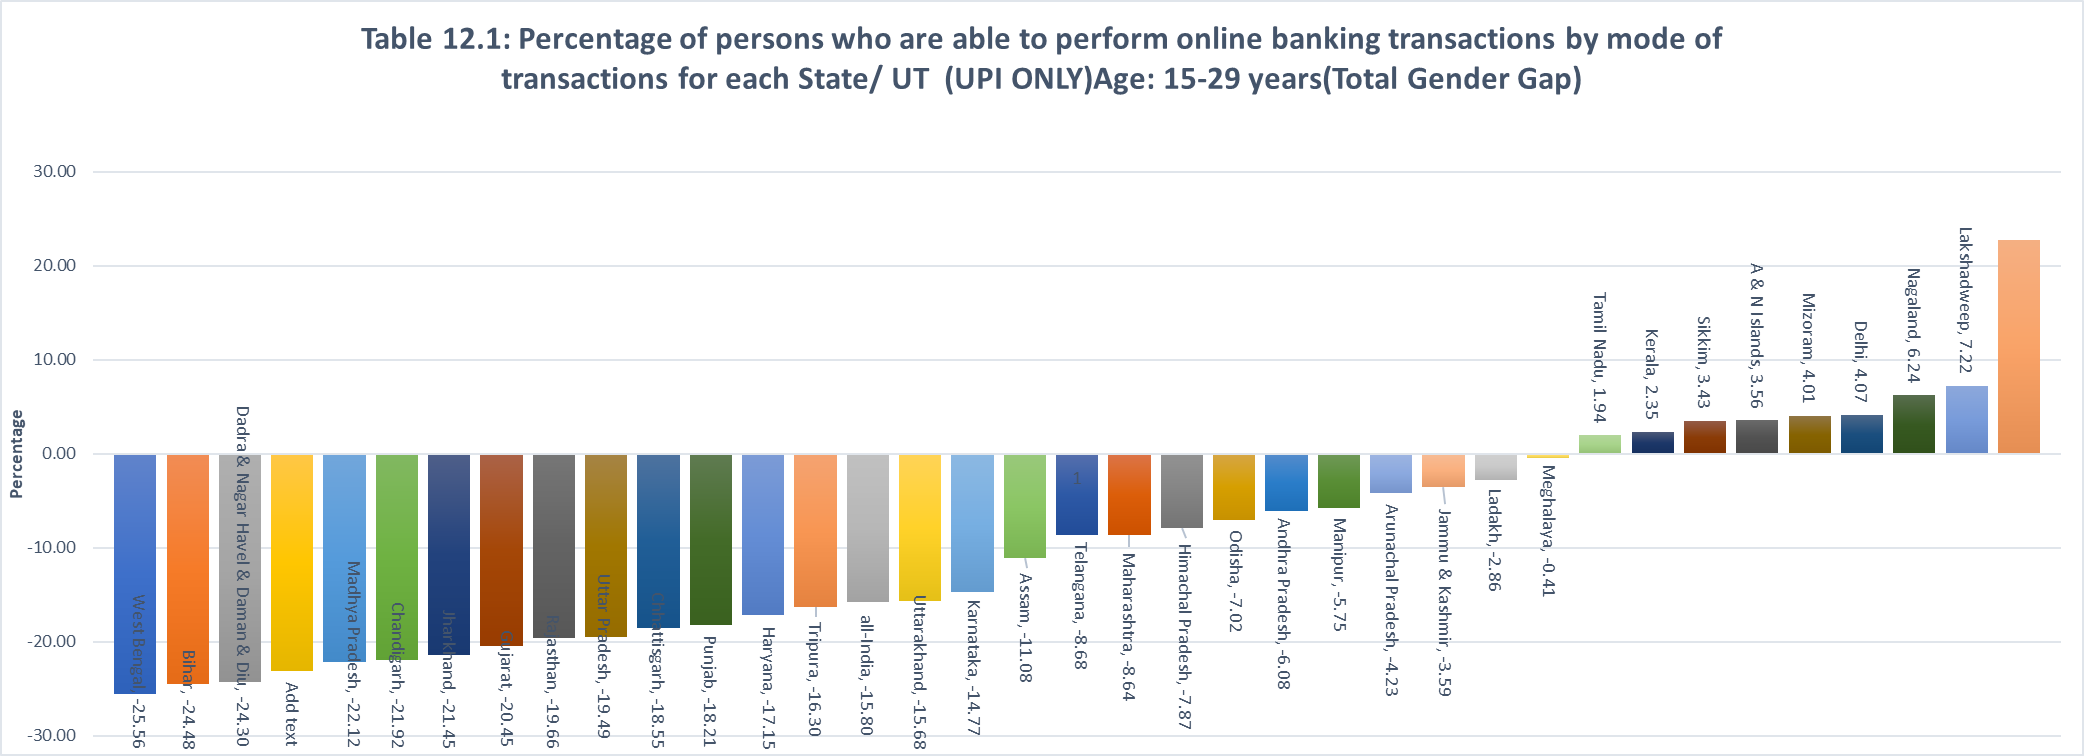 Table 12.1: Percentage of persons who are able to perform online banking transactions by mode of
transactions for each State/ UT (UPI ONLY)Age: 15-29 years(Total Gender Gap)
Percentage
30.00
20.00
10.00
0.00
-10.00
-20.00
-30.00
West Bengal, -25.56
Bihar, -24.48
Dadra & Nagar Havel & Daman & Diu, -24.30
Add text
Madhya Pradesh, -22.12
Chandigarh, -21.92
Jharkhand, -21.45
Gujarat, -20.45
Rajasthan, -19.66
Uttar Pradesh, -19.49
Chhattisgarh, -18.55
Punjab, -18.21
Haryana, -17.15
Tripura, -16.30
all-India, -15.80
Uttarakhand, -15.68
Karnataka, -14.77
Assam, -11.08
Telangana, -8.68
Maharashtra, -8.64
Himachal Pradesh, -7.87
Odisha, -7.02
Andhra Pradesh, -6.08
Manipur, -5.75
Arunachal Pradesh, -4.23
Jammu & Kashmir, -3.59
Ladakh, -2.86
Meghalaya, -0.41
Tamil Nadu, 1.94
Kerala, 2.35
Sikkim, 3.43
A & N Islands, 3.56
Mizoram, 4.01
Delhi, 4.07
Nagaland, 6.24
Lakshadweep, 7.22
1